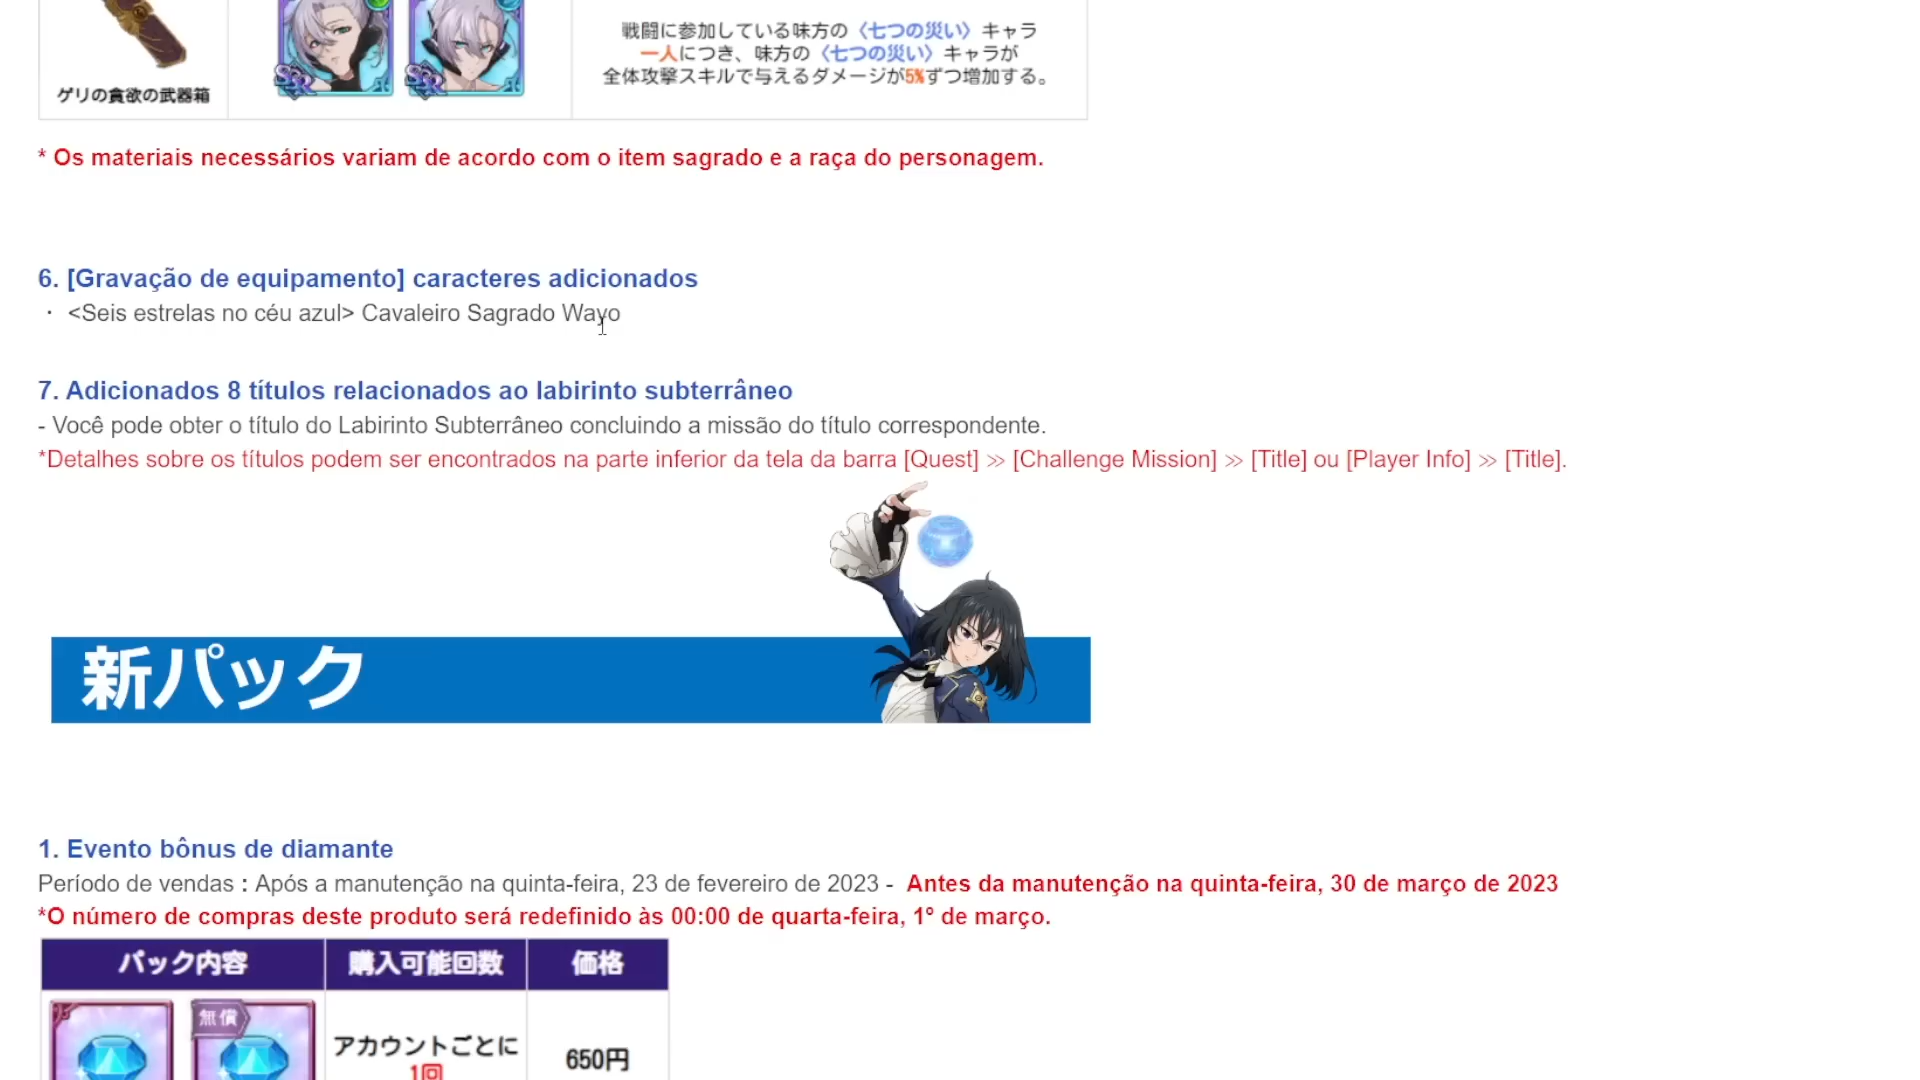 戦闘に参加している味方の〈七つの災い〉キャラ
一人につき、味方の〈七つの災い〉キャラが
全体攻撃スキルで与えるダメージが5%ずつ増加する。
ゲリの貪欲の武器箱
SSR
SSR
* Os materiais necessários variam de acordo com o item sagrado e a raça do personagem.
6. [Gravação de equipamento] caracteres adicionados
・ <Seis estrelas no céu azul> Cavaleiro Sagrado Wayo
7. Adicionados 8 títulos relacionados ao labirinto subterrâneo
- Você pode obter o título do Labirinto Subterrâneo concluindo a missão do título correspondente.
*Detalhes sobre os títulos podem ser encontrados na parte inferior da tela da barra [Quest] ≫ [Challenge Mission] ≫ [Title] ou [Player Info] ≫ [Title].
新パック
1. Evento bônus de diamante
Período de vendas : Após a manutenção na quinta-feira, 23 de fevereiro de 2023 - Antes da manutenção na quinta-feira, 30 de março de 2023
*O número de compras deste produto será redefinido às 00:00 de quarta-feira, 1º de março.
パック内容 購入可能回数 価格
無償
アカウントごとに
1回
650円